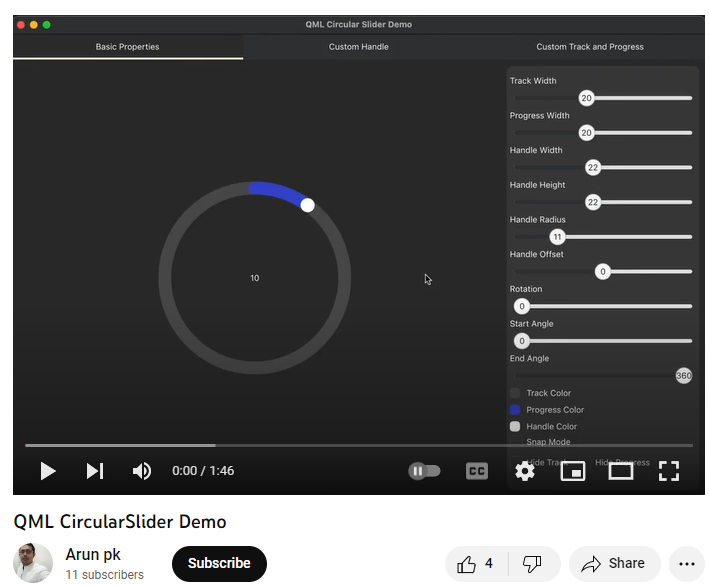 QML Circular Slider Demo
Basic Properties
Custom Handle
Custom Track and Progress
Track Width
20
Progress Width
20
Handle Width
22
Handle Height
22
Handle Radius
11
Handle Offset
0
Rotation
0
Start Angle
0
End Angle
360
10
Track Color
Progress Color
Handle Color
Snap Mode
Hide Track
Hide Progress
0:00 / 1:46
CC
QML CircularSlider Demo
Arun pk
11 subscribers
Subscribe
4
Share